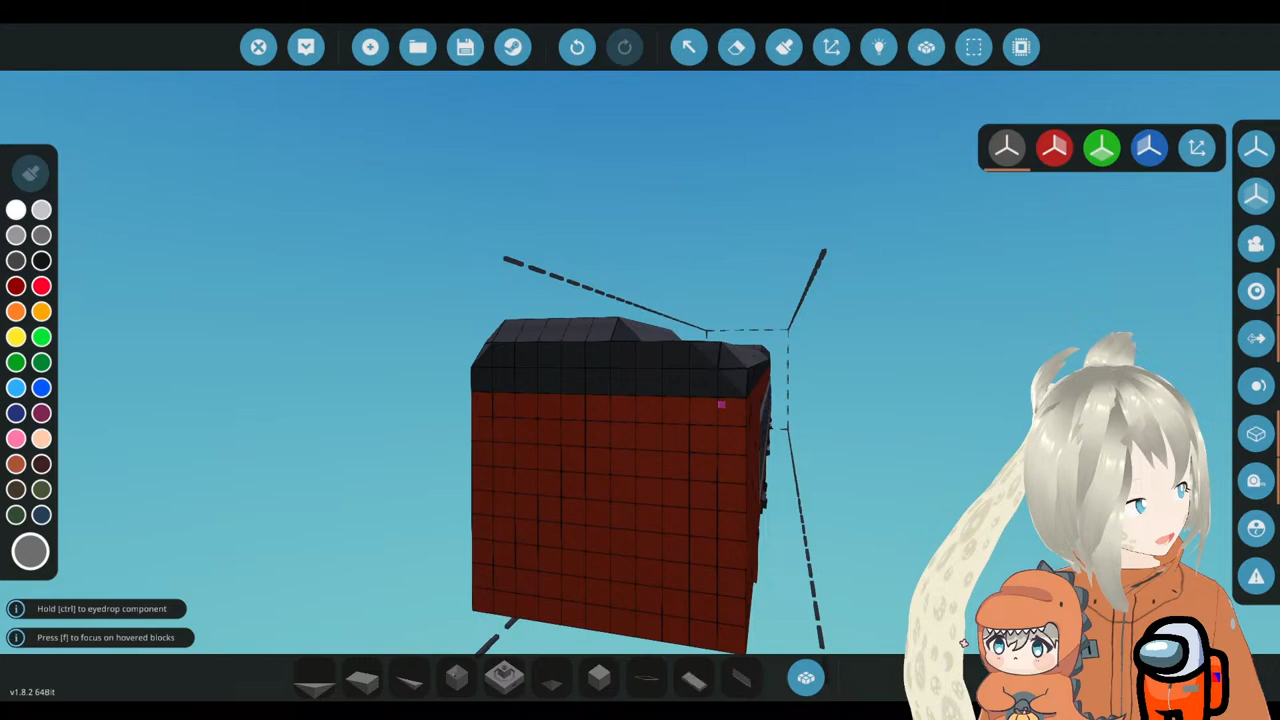 Hold [ctrl] to eyedrop component
Press [f] to focus on hovered blocks
v1.8.2 64Bit